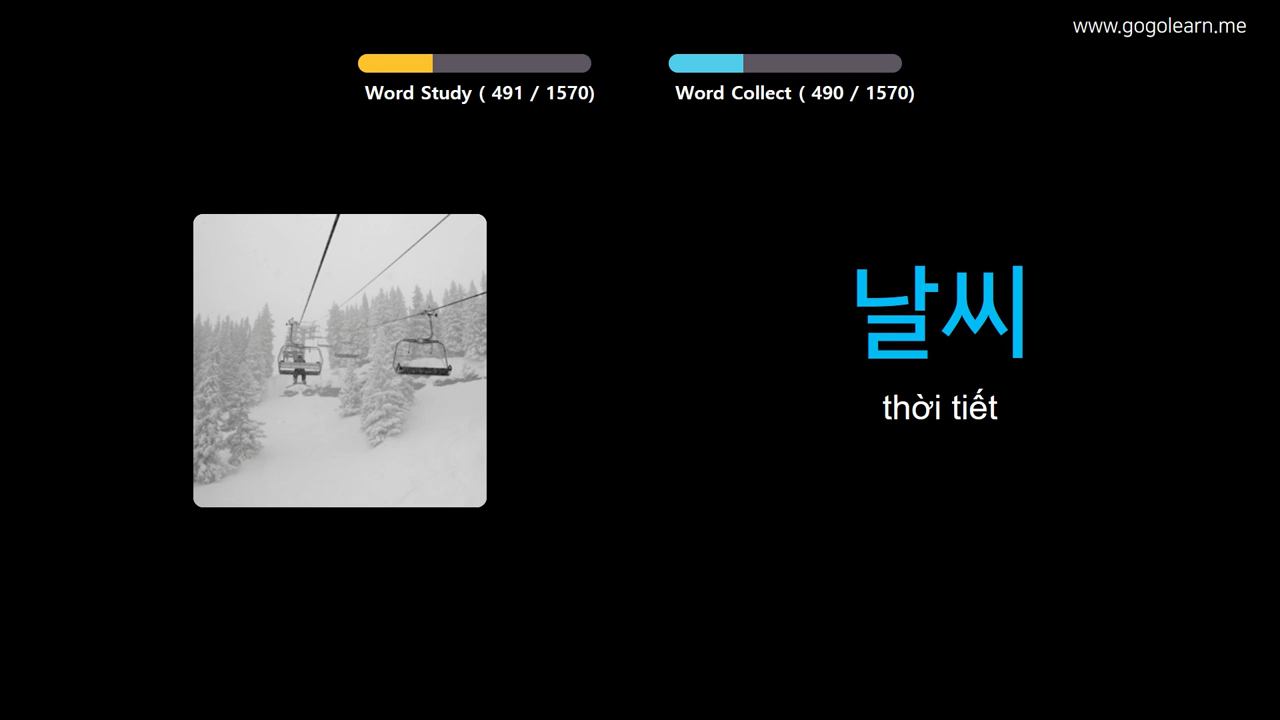 www.gogolearn.me
Word Study ( 491 / 1570)
Word Collect ( 490 / 1570)
날씨
thời tiết